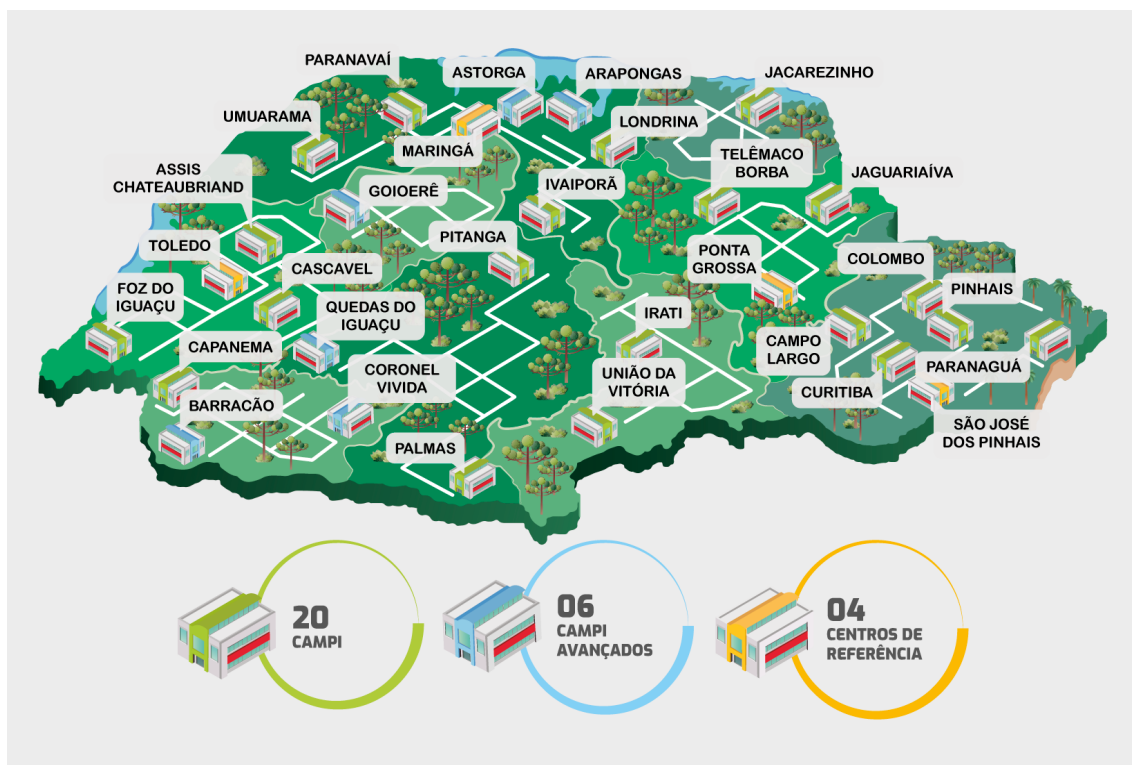 PARANAVAÍ
ASTORGA
ARAPONGAS
JACAREZINHO
UMUARAMA
MARINGÁ
LONDRINA
TELÊMACO
BORBA
ASSIS
CHATEAUBRIAND
GOIOERÊ
IVAIPORÃ
JAGUARIAÍVA
TOLEDO
PITANGA
PONTA
GROSSA
COLOMBO
CASCAVEL
FOZ DO
IGUAÇU
QUEDAS DO
IGUAÇU
PINHAIS
IRATI
CAPANEMA
CAMPO
LARGO
CORONEL
VIVIDA
UNIÃO DA
VITÓRIA
PARANAGUÁ
CURITIBA
BARRACÃO
SÃO JOSÉ
DOS PINHAIS
PALMAS
20
CAMPI
06
CAMPI
AVANÇADOS
04
CENTROS DE
REFERÊNCIA